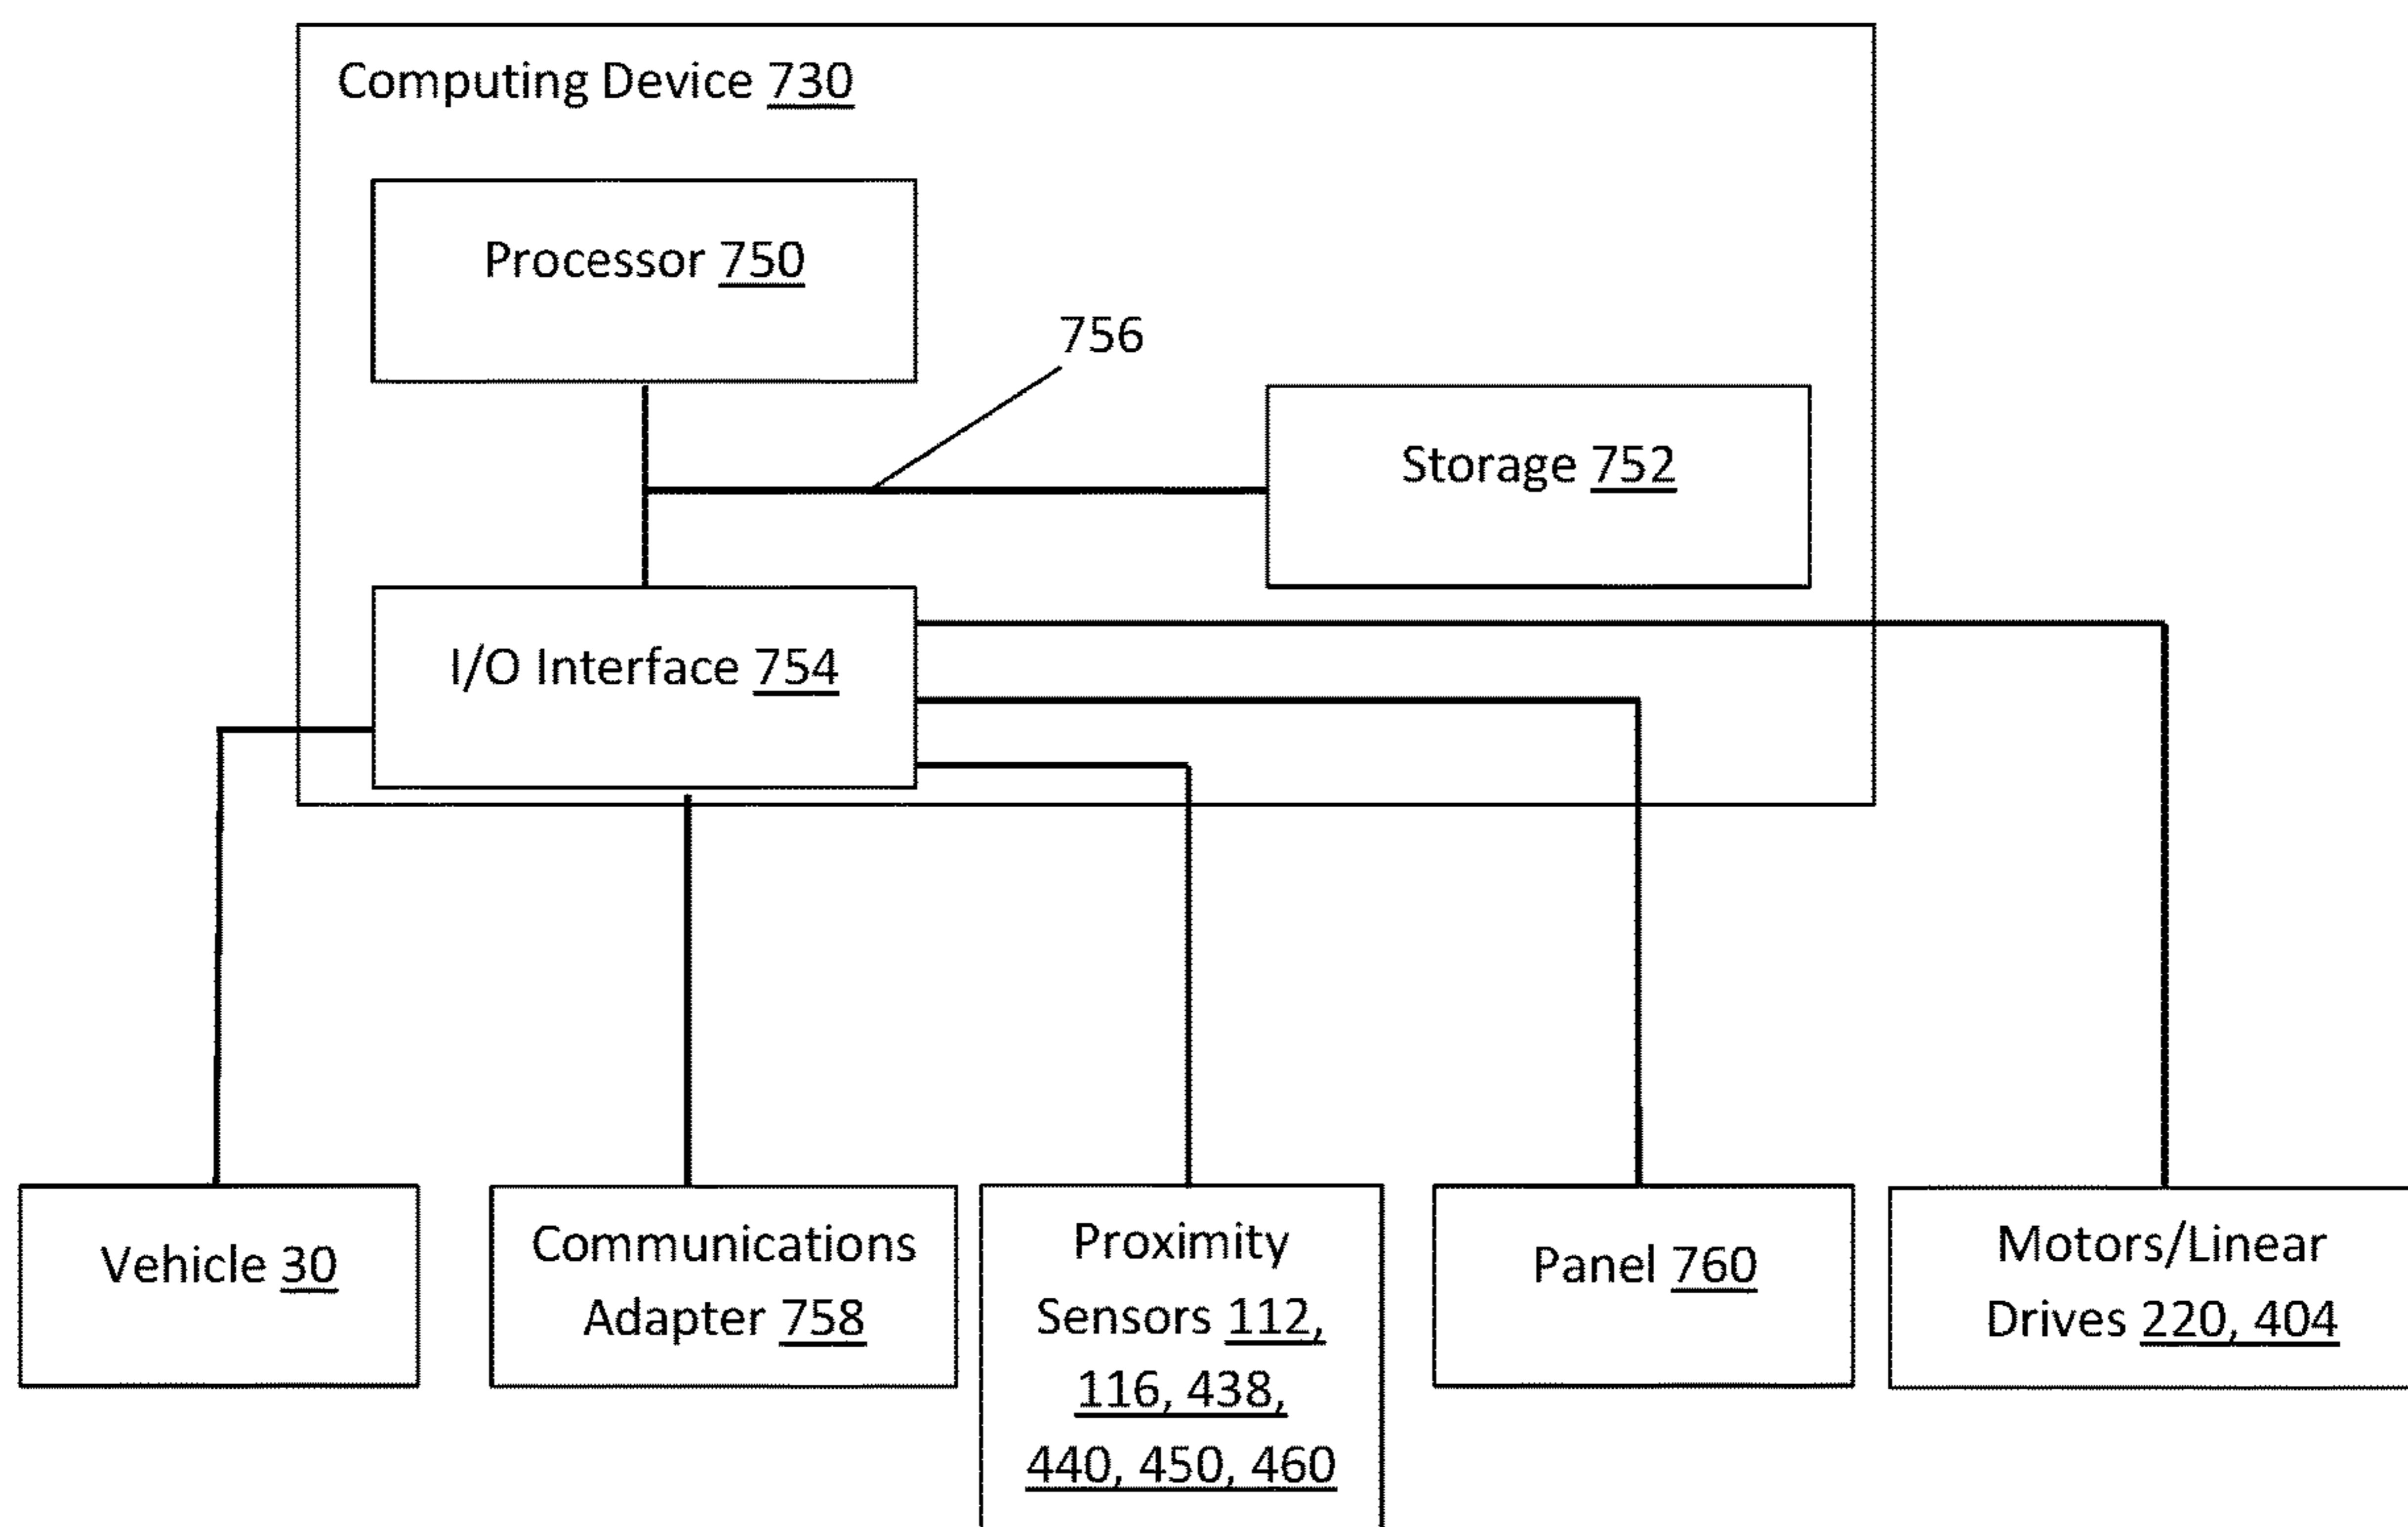 Computing Device 730
Processor 750
756
Storage 752
I/O Interface 754
Vehicle 30
Communications
Adapter 758
Proximity
Sensors 112,
116, 438,
440, 450, 460
Panel 760
Motors/Linear
Drives 220, 404